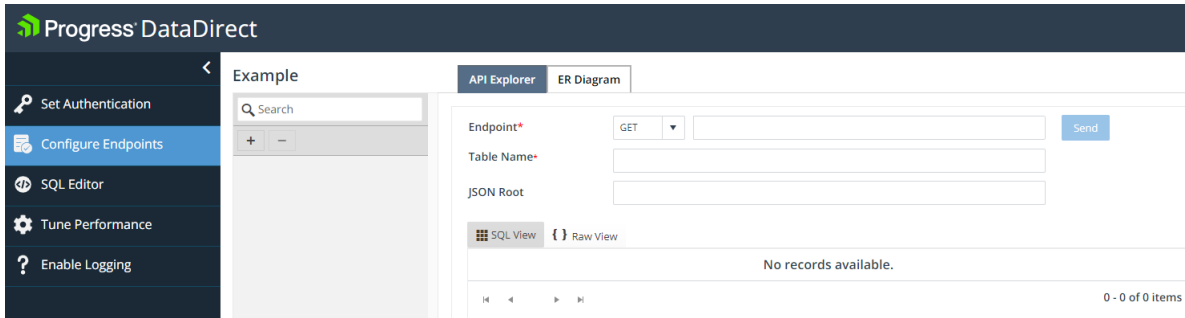 Progress DataDirect
Set Authentication
Configure Endpoints
SQL Editor
Tune Performance
Enable Logging
Example
Search
API Explorer
ER Diagram
Endpoint*
GET
Send
Table Name*
JSON Root
SQL View
{ } Raw View
No records available.
0 - 0 of 0 items